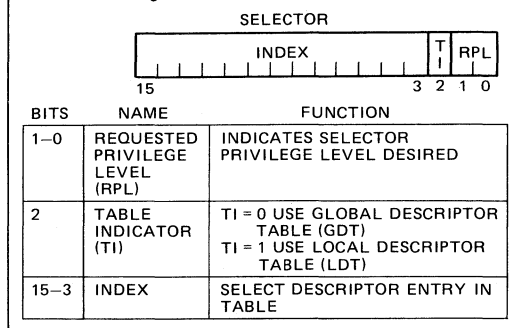 SELECTOR
INDEX T I RPL
15 3 2 1 0
BITS NAME FUNCTION
1–0 REQUESTED PRIVILEGE LEVEL (RPL) INDICATES SELECTOR PRIVILEGE LEVEL DESIRED
2 TABLE INDICATOR (TI) TI = 0 USE GLOBAL DESCRIPTOR TABLE (GDT) TI = 1 USE LOCAL DESCRIPTOR TABLE (LDT)
15–3 INDEX SELECT DESCRIPTOR ENTRY IN TABLE